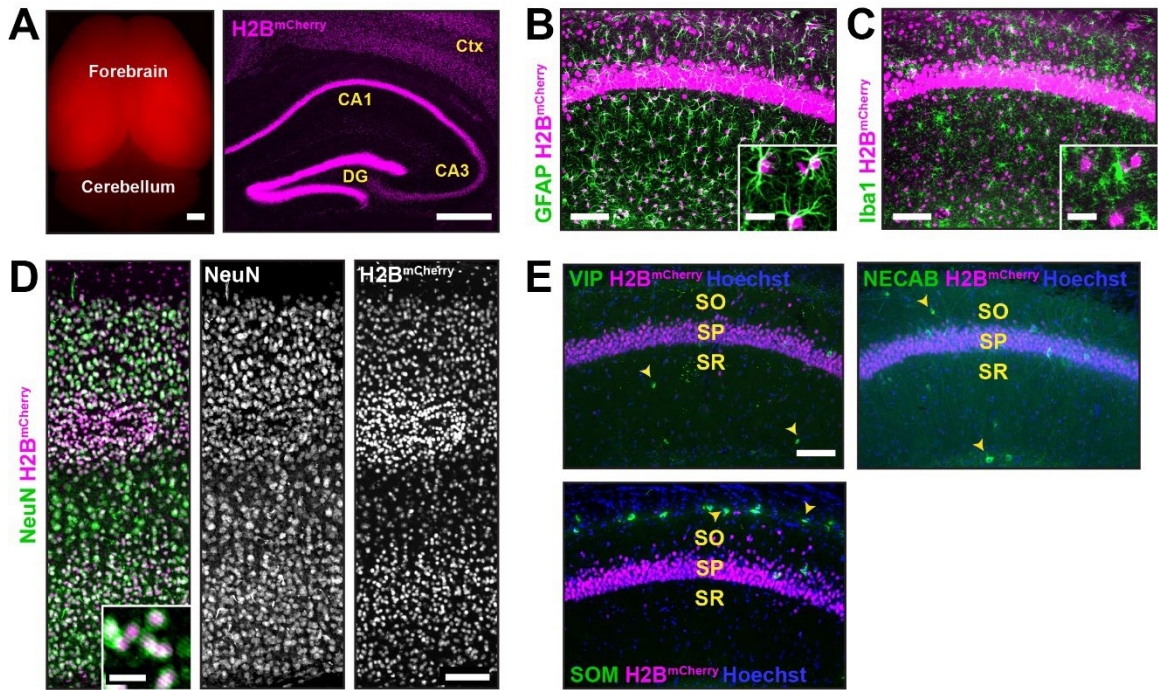 A
Forebrain
Cerebellum
H2BmCherry
Ctx
CA1
CA3
DG
B
GFAP H2BmCherry
C
Iba1 H2BmCherry
D
NeuN H2BmCherry
NeuN
H2BmCherry
E
VIP H2BmCherry Hoechst
SO
SP
SR
NECAB H2BmCherry Hoechst
SO
SP
SR
SO
SP
SR
SOM H2BmCherry Hoechst